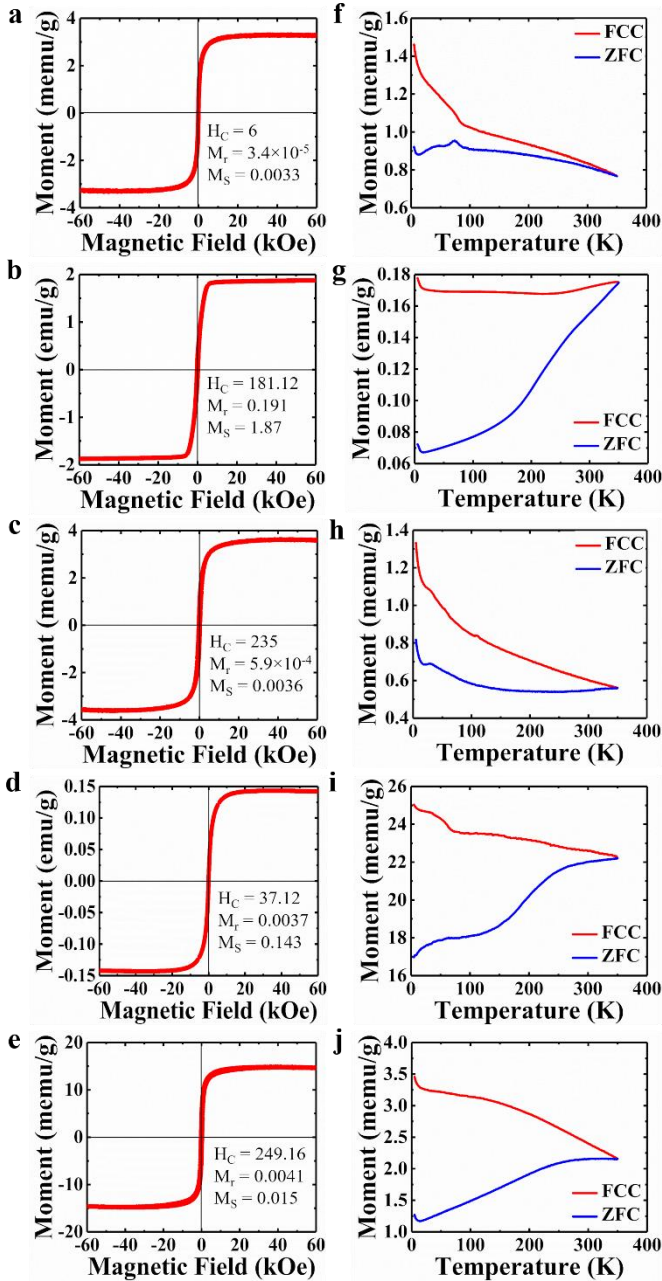 a
Moment (memu/g)
4
2
0
-2
-4
-60 -40 -20 0 20 40 60
Magnetic Field (kOe)
H_C = 6
M_r = 3.4×10^-5
M_S = 0.0033
f
Moment (memu/g)
1.6
1.4
1.2
1.0
0.8
0.6
0 100 200 300 400
Temperature (K)
FCC
ZFC
b
Moment (emu/g)
2
1
0
-1
-2
-60 -40 -20 0 20 40 60
Magnetic Field (kOe)
H_C = 181.12
M_r = 0.191
M_S = 1.87
g
Moment (emu/g)
0.18
0.16
0.14
0.12
0.10
0.08
0.06
0 100 200 300 400
Temperature (K)
FCC
ZFC
c
Moment (memu/g)
4
2
0
-2
-4
-60 -40 -20 0 20 40 60
Magnetic Field (kOe)
H_C = 235
M_r = 5.9×10^-4
M_S = 0.0036
h
Moment (memu/g)
1.4
1.2
1.0
0.8
0.6
0.4
0 100 200 300 400
Temperature (K)
FCC
ZFC
d
Moment (emu/g)
0.15
0.10
0.05
0.00
-0.05
-0.10
-0.15
-60 -40 -20 0 20 40 60
Magnetic Field (kOe)
H_C = 37.12
M_r = 0.0037
M_S = 0.143
i
Moment (memu/g)
26
24
22
20
18
16
0 100 200 300 400
Temperature (K)
FCC
ZFC
e
Moment (memu/g)
20
10
0
-10
-20
-60 -40 -20 0 20 40 60
Magnetic Field (kOe)
H_C = 249.16
M_r = 0.0041
M_S = 0.015
j
Moment (memu/g)
4.0
3.5
3.0
2.5
2.0
1.5
1.0
0 100 200 300 400
Temperature (K)
FCC
ZFC